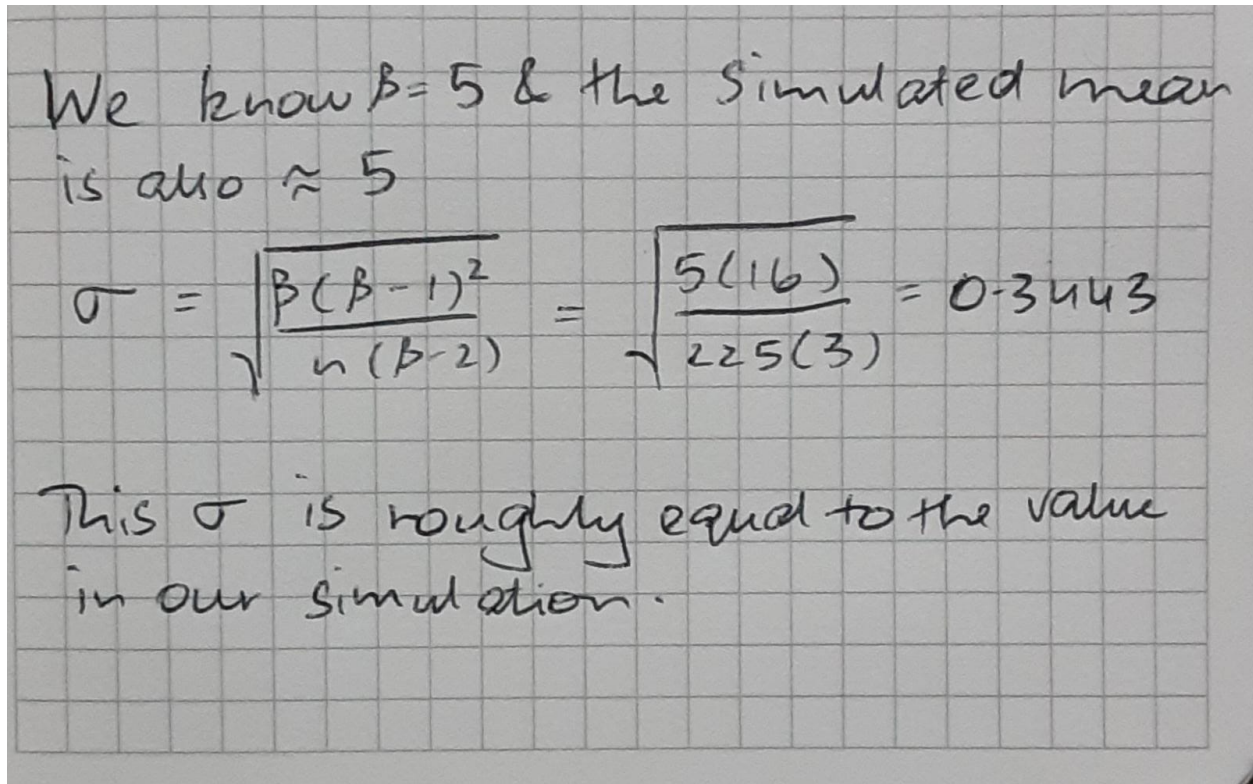 We know β = 5 & the simulated mean
is also ≈ 5
σ = √(β(β-1)²/n(β-2)) = √(5(16)/225(3)) = 0.3443
This σ is roughly equal to the value
in our simulation.